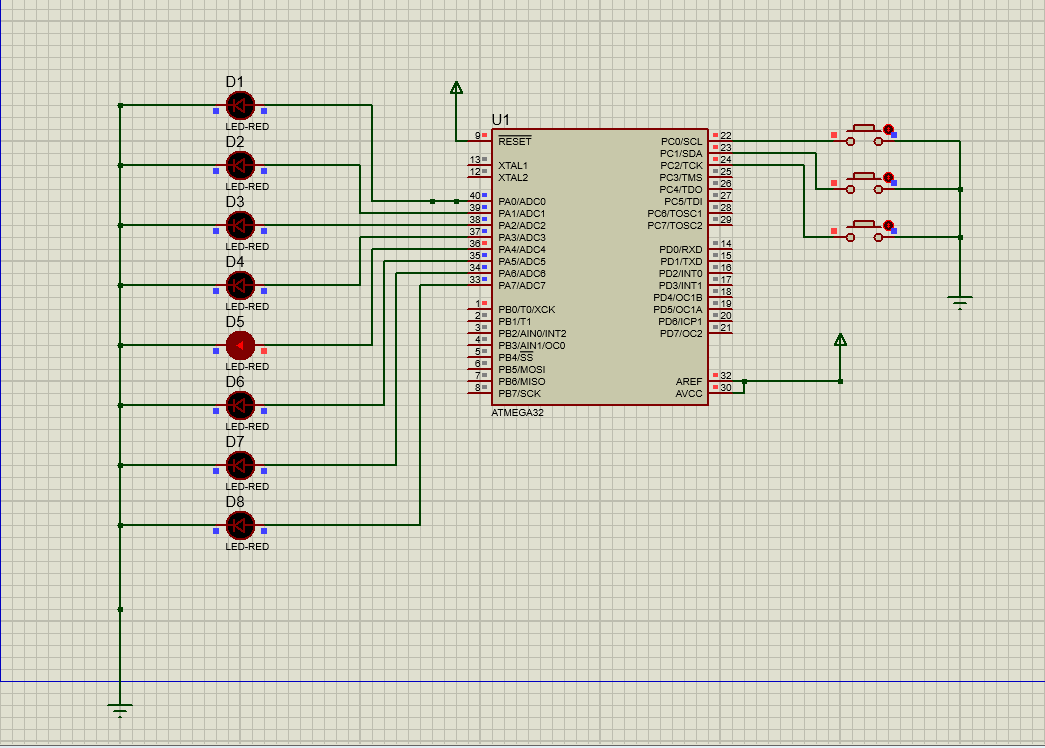 D1
LED-RED
D2
LED-RED
D3
LED-RED
D4
LED-RED
D5
LED-RED
D6
LED-RED
D7
LED-RED
D8
LED-RED
U1
9 RESET
13 XTAL1
12 XTAL2
40 PA0/ADC0
39 PA1/ADC1
38 PA2/ADC2
37 PA3/ADC3
36 PA4/ADC4
35 PA5/ADC5
34 PA6/ADC6
33 PA7/ADC7
1 PB0/T0/XCK
2 PB1/T1
3 PB2/AIN0/INT2
4 PB3/AIN1/OC0
5 PB4/SS
6 PB5/MOSI
7 PB6/MISO
8 PB7/SCK
PC0/SCL 22
PC1/SDA 23
PC2/TCK 24
PC3/TMS 25
PC4/TDO 26
PC5/TDI 27
PC6/TOSC1 28
PC7/TOSC2 29
PD0/RXD 14
PD1/TXD 15
PD2/INT0 16
PD3/INT1 17
PD4/OC1B 18
PD5/OC1A 19
PD6/ICP1 20
PD7/OC2 21
AREF 32
AVCC 30
ATMEGA32